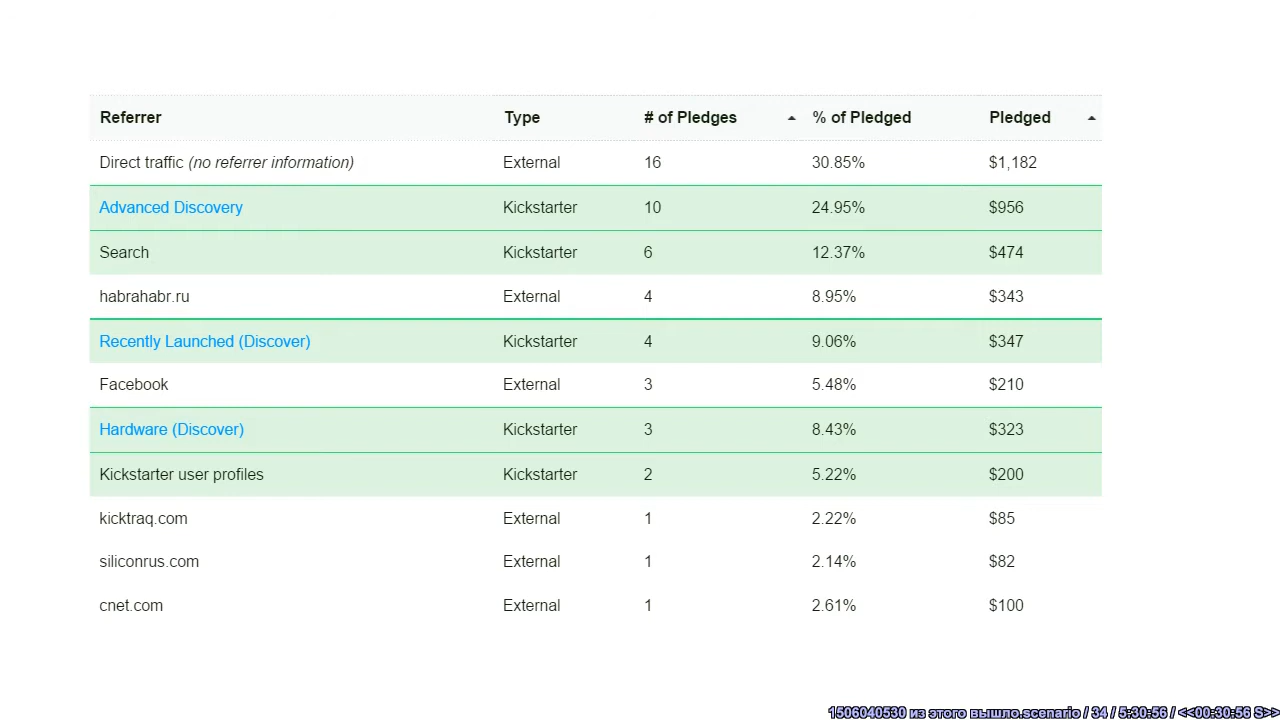 Referrer Type # of Pledges % of Pledged Pledged
Direct traffic (no referrer information) External 16 30.85% $1,182
Advanced Discovery Kickstarter 10 24.95% $956
Search Kickstarter 6 12.37% $474
habrahabr.ru External 4 8.95% $343
Recently Launched (Discover) Kickstarter 4 9.06% $347
Facebook External 3 5.48% $210
Hardware (Discover) Kickstarter 3 8.43% $323
Kickstarter user profiles Kickstarter 2 5.22% $200
kicktraq.com External 1 2.22% $85
siliconrus.com External 1 2.14% $82
cnet.com External 1 2.61% $100
1506040530 из этого вышло.scenario / 34 / 5:30:56 / <<00:30:56 S>>